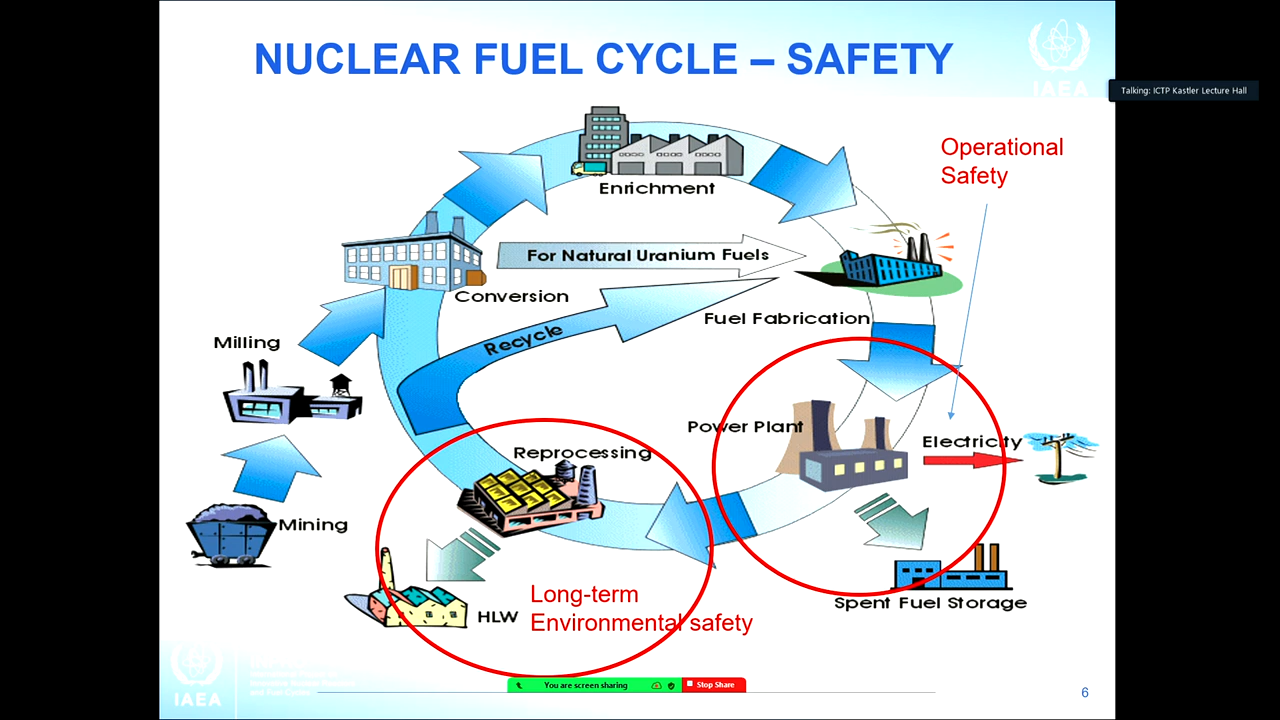 NUCLEAR FUEL CYCLE – SAFETY
IAEA
Talking: ICTP Kastler Lecture Hall
Operational
Safety
Enrichment
For Natural Uranium Fuels
Conversion
Fuel Fabrication
Recycle
Milling
Power Plant
Electricity
Reprocessing
Mining
Spent Fuel Storage
HLW
Long-term
Environmental safety
IAEA
You are screen sharing
Stop Share
6